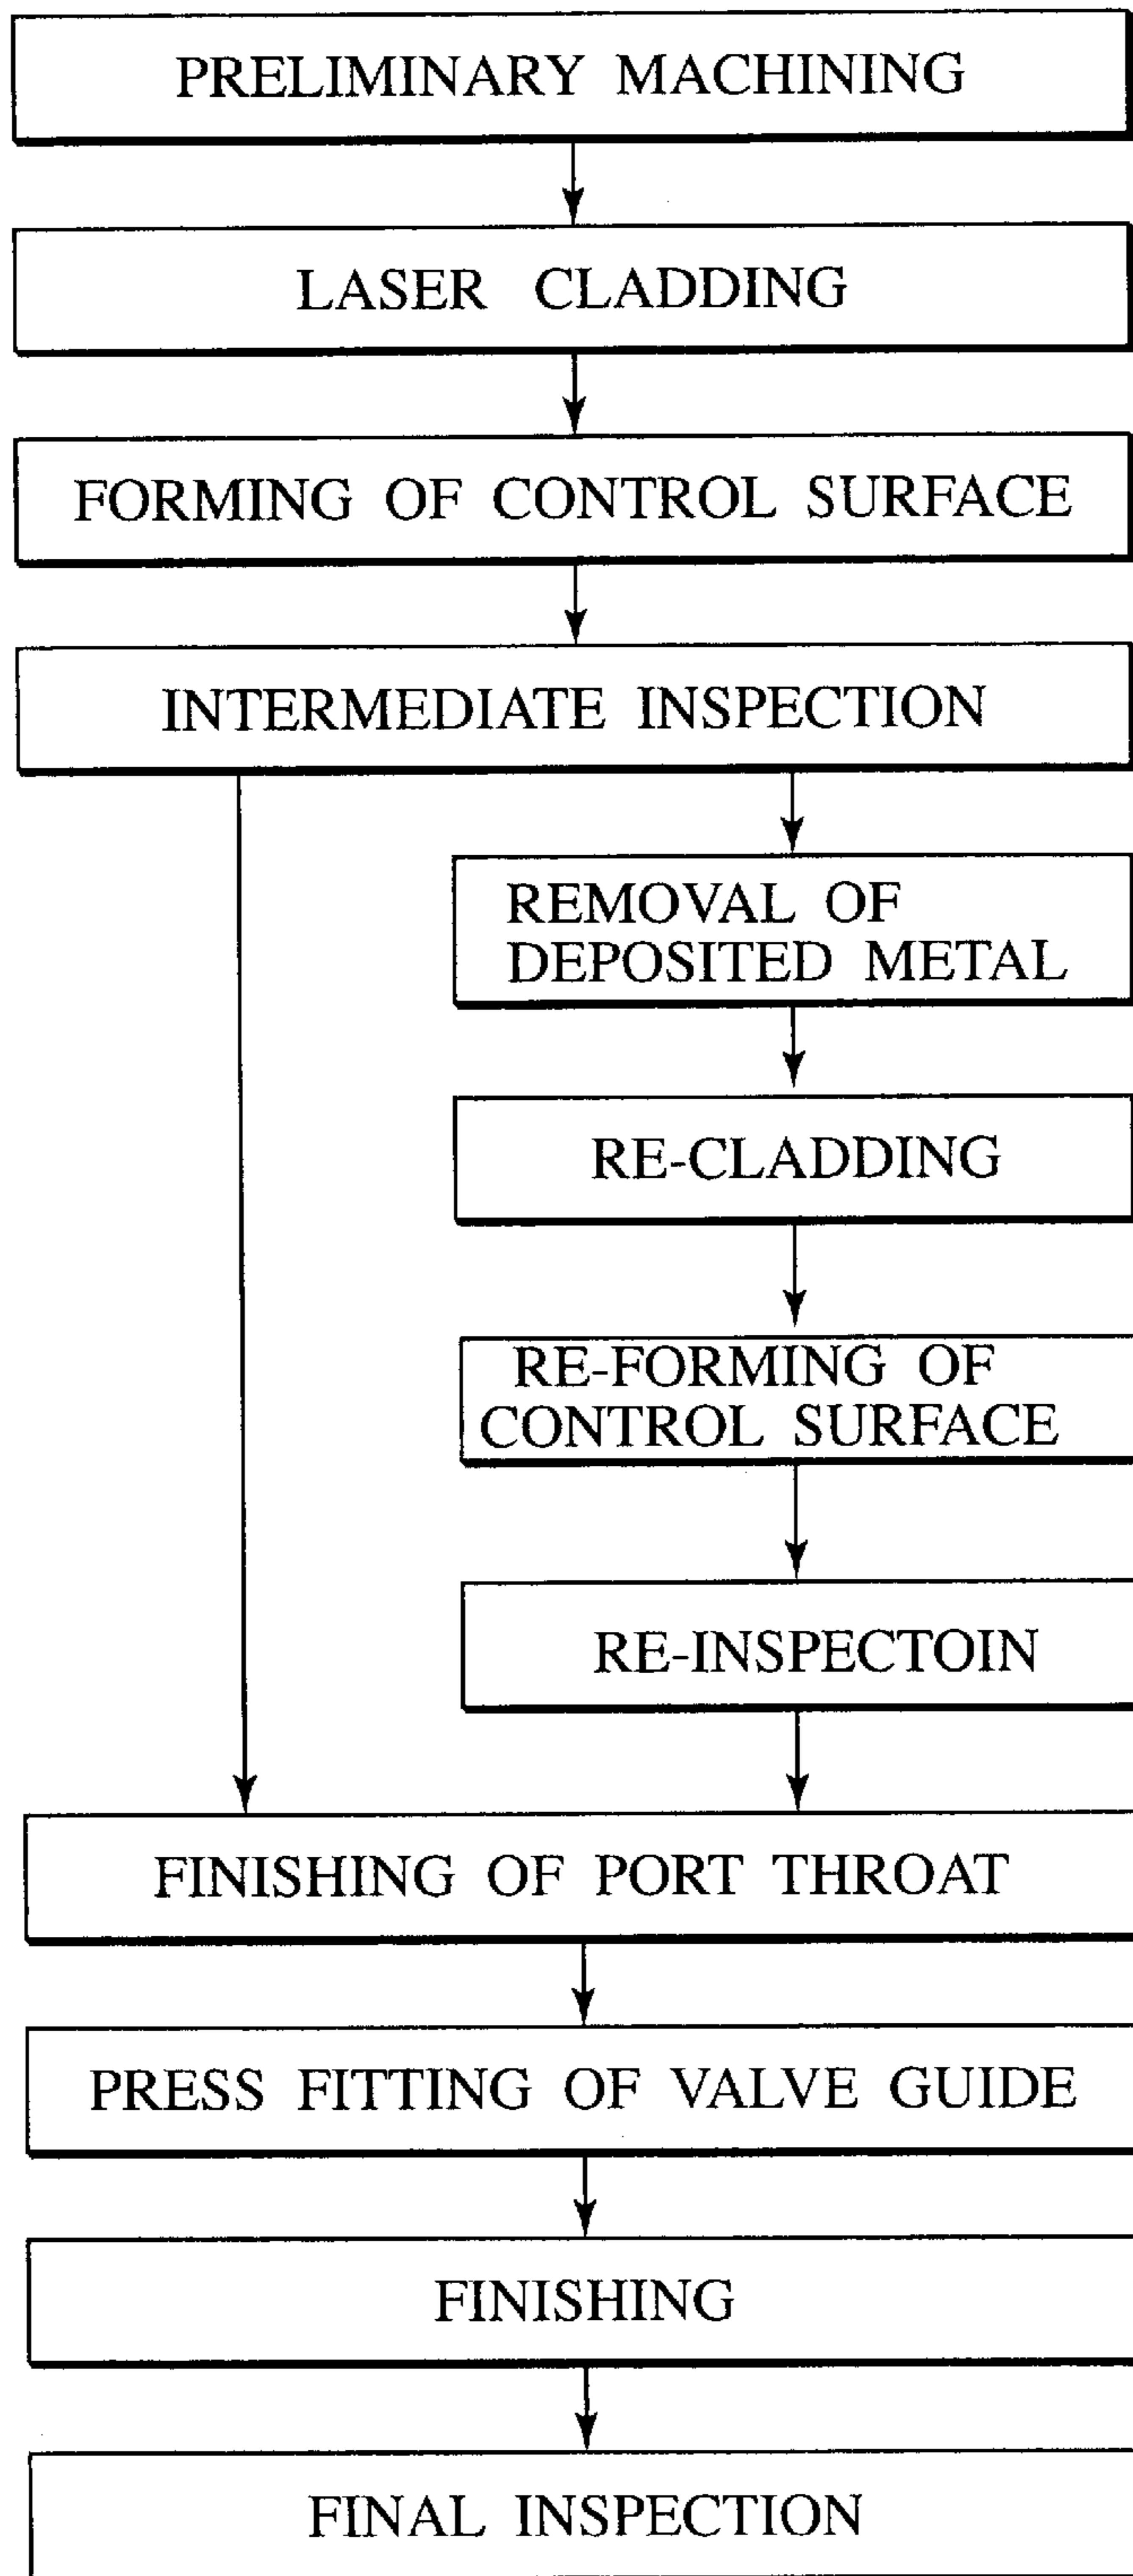 PRELIMINARY MACHINING
LASER CLADDING
FORMING OF CONTROL SURFACE
INTERMEDIATE INSPECTION
REMOVAL OF
DEPOSITED METAL
RE-CLADDING
RE-FORMING OF
CONTROL SURFACE
RE-INSPECTOIN
FINISHING OF PORT THROAT
PRESS FITTING OF VALVE GUIDE
FINISHING
FINAL INSPECTION